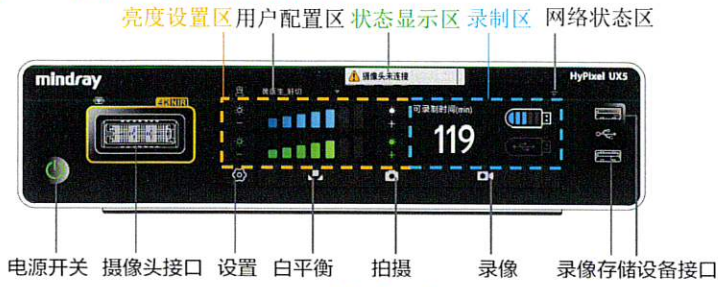 亮度设置区 用户配置区 状态显示区 录制区 网络状态区
摄像头未连接
mindray
HyPixel UX5
4K NIR
可录制时间(min)
119
电源开关 摄像头接口 设置 白平衡 拍摄 录像 录像存储设备接口